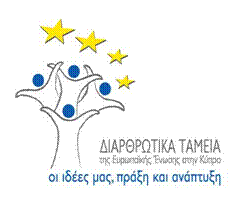 ΔΙΑΡΘΡΩΤΙΚΑ ΤΑΜΕΙΑ
της Ευρωπαϊκής Ένωσης στην Κύπρο
οι ιδέες μας, πράξη και ανάπτυξη